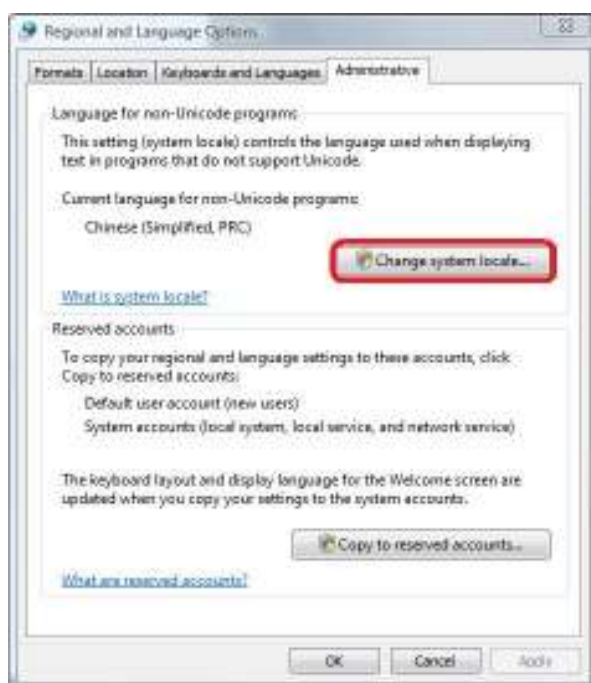 Regional and Language Options
Formats Location Keyboards and Languages Administrative
Language for non-Unicode programs
This setting (system locale) controls the language used when displaying
text in programs that do not support Unicode.
Current language for non-Unicode programs:
Chinese (Simplified, PRC)
Change system locale...
What is system locale?
Reserved accounts
To copy your regional and language settings to these accounts, click
Copy to reserved accounts:
Default user account (new users)
System accounts (local system, local service, and network service)
The keyboard layout and display language for the Welcome screen are
updated when you copy your settings to the system accounts.
Copy to reserved accounts...
What are reserved accounts?
OK Cancel Apply